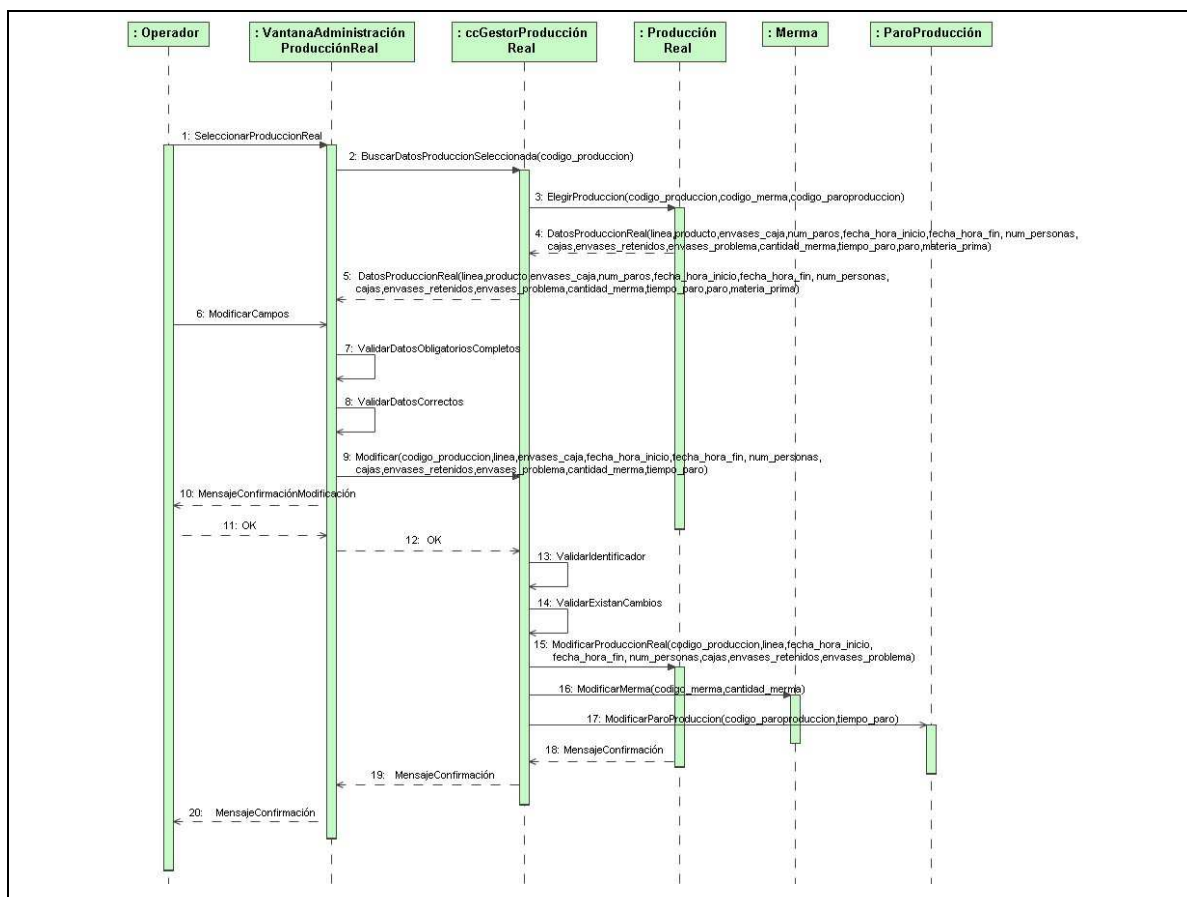 : Operador
: VantanaAdministración
ProducciónReal
: ccGestorProducción
Real
: Producción
Real
: Merma
: ParoProducción
1: SeleccionarProduccionReal
2: BuscarDatosProduccionSeleccionada(codigo_produccion)
3: ElegirProduccion(codigo_produccion,codigo_merma,codigo_paroproduccion)
4: DatosProduccionReal(linea,producto,envases_caja,num_paros,fecha_hora_inicio,fecha_hora_fin, num_personas,
cajas,envases_retenidos,envases_problema,cantidad_merma,tiempo_paro,paro,materia_prima)
5: DatosProduccionReal(linea,producto,envases_caja,num_paros,fecha_hora_inicio,fecha_hora_fin, num_personas,
cajas,envases_retenidos,envases_problema,cantidad_merma,tiempo_paro,paro,materia_prima)
6: ModificarCampos
7: ValidarDatosObligatoriosCompletos
8: ValidarDatosCorrectos
9: Modificar(codigo_produccion,linea,envases_caja,fecha_hora_inicio,fecha_hora_fin, num_personas,
cajas,envases_retenidos,envases_problema,cantidad_merma,tiempo_paro)
10: MensajeConfirmaciónModificación
11: OK
12: OK
13: ValidarIdentificador
14: ValidarExistanCambios
15: ModificarProduccionReal(codigo_produccion,linea,fecha_hora_inicio,
fecha_hora_fin, num_personas,cajas,envases_retenidos,envases_problema)
16: ModificarMerma(codigo_merma,cantidad_merma)
17: ModificarParoProduccion(codigo_paroproduccion,tiempo_paro)
18: MensajeConfirmación
19: MensajeConfirmación
20: MensajeConfirmación